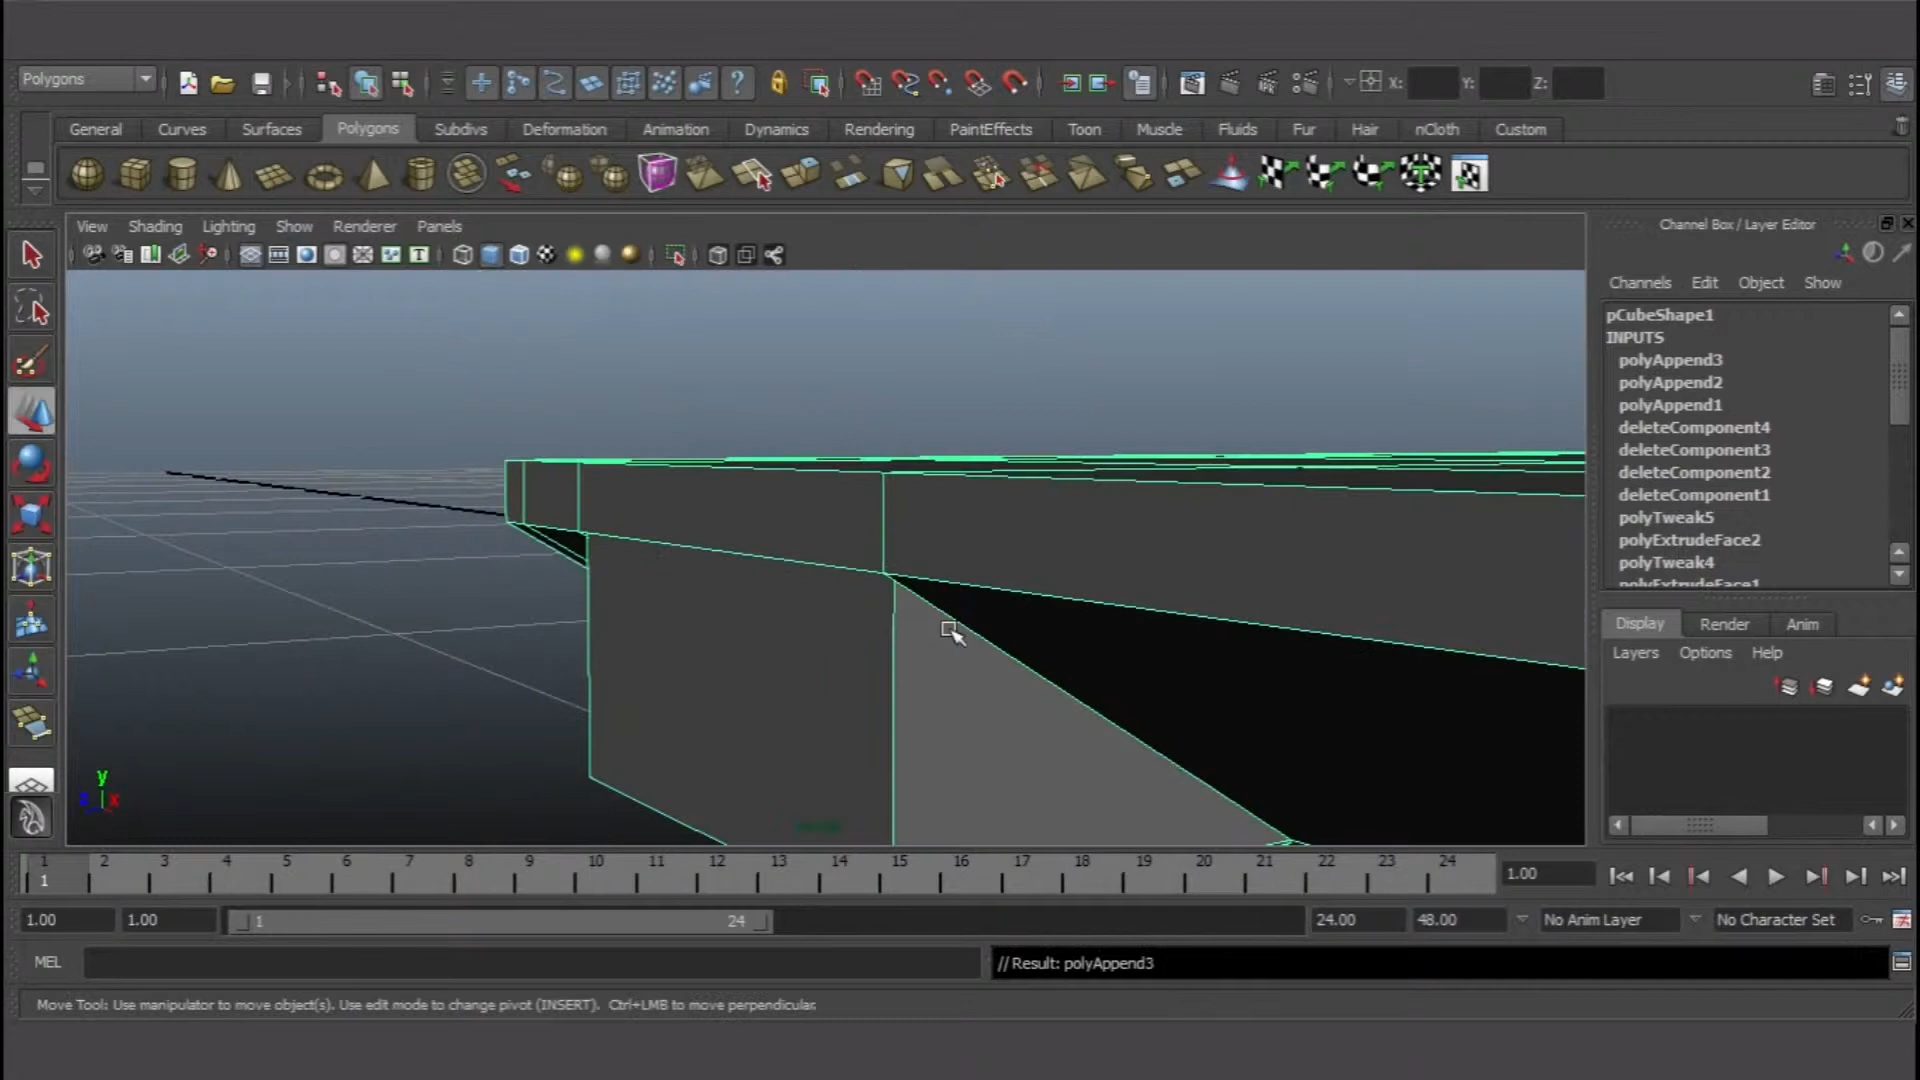 Polygons X: Y: Z:
General Curves Surfaces Polygons Subdivs Deformation Animation Dynamics Rendering PaintEffects Toon Muscle Fluids Fur Hair nCloth Custom
View Shading Lighting Show Renderer Panels
Channel Box / Layer Editor
Channels Edit Object Show
pCubeShape1
INPUTS
polyAppend3
polyAppend2
polyAppend1
deleteComponent4
deleteComponent3
deleteComponent2
deleteComponent1
polyTweak5
polyExtrudeFace2
polyTweak4
polyExtrudeFace1
Display Render Anim
Layers Options Help
y
z x
1 2 3 4 5 6 7 8 9 10 11 12 13 14 15 16 17 18 19 20 21 22 23 24
1 1.00
1.00 1.00 1 24 24.00 48.00 No Anim Layer No Character Set
MEL // Result: polyAppend3
Move Tool: Use manipulator to move object(s). Use edit mode to change pivot (INSERT). Ctrl+LMB to move perpendicular.